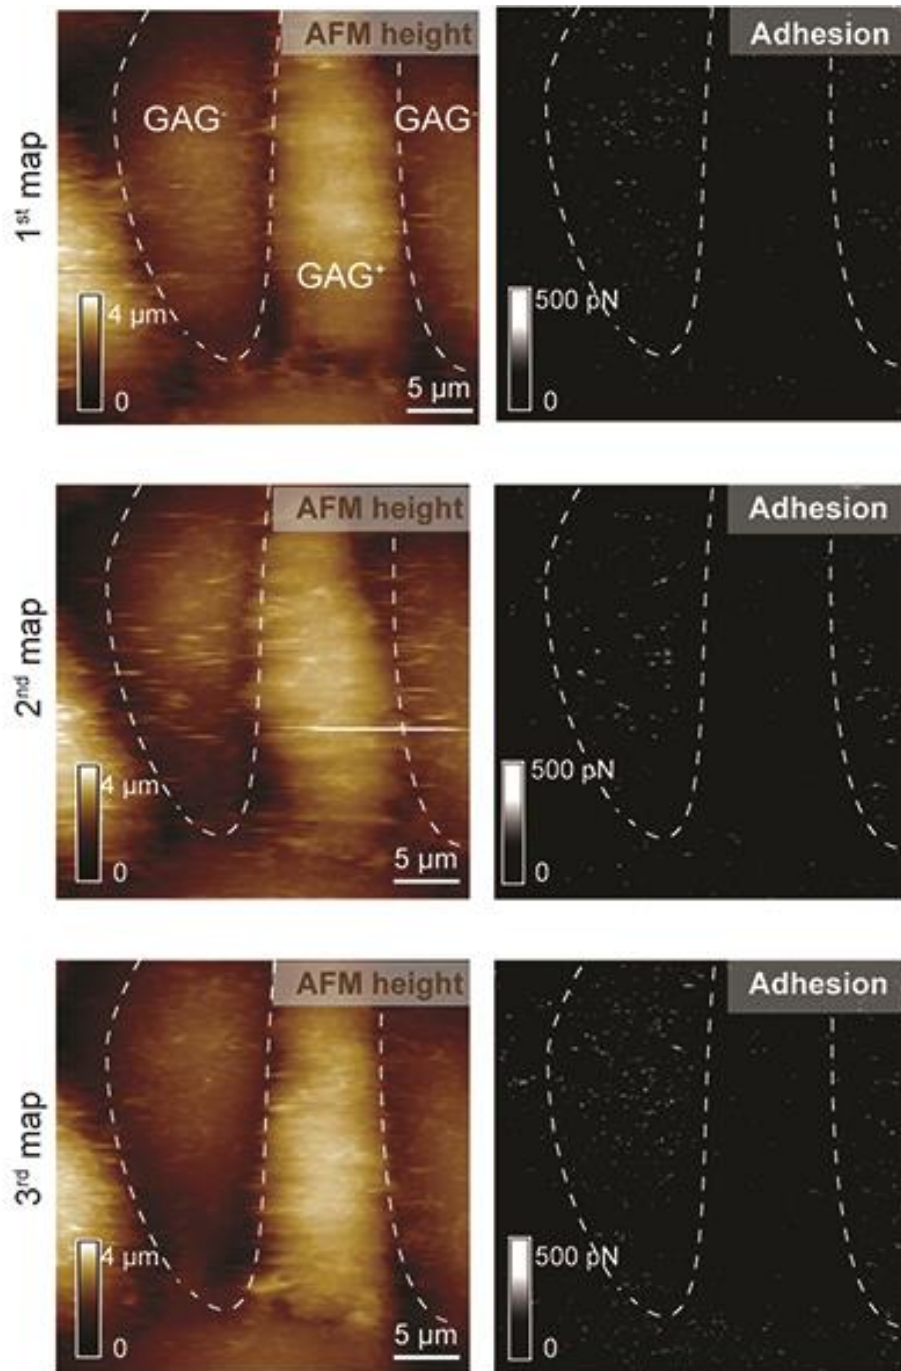 1st map
AFM height
GAG-
GAG-
GAG+
4 µm
0
5 µm
Adhesion
500 pN
0
2nd map
AFM height
4 µm
0
5 µm
Adhesion
500 pN
0
3rd map
AFM height
4 µm
0
5 µm
Adhesion
500 pN
0